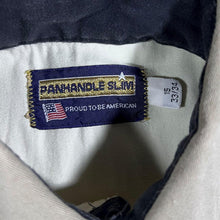 PANHANDLE SLIM
PROUD TO BE AMERICAN
15
33/34